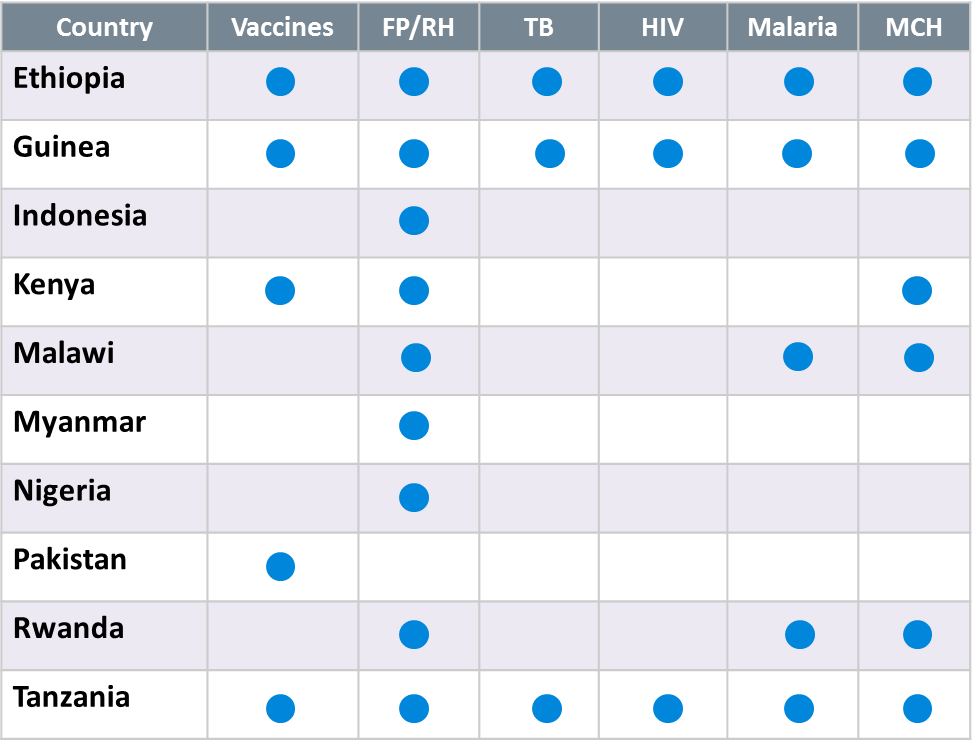 Country Vaccines FP/RH TB HIV Malaria MCH
Ethiopia
Guinea
Indonesia
Kenya
Malawi
Myanmar
Nigeria
Pakistan
Rwanda
Tanzania